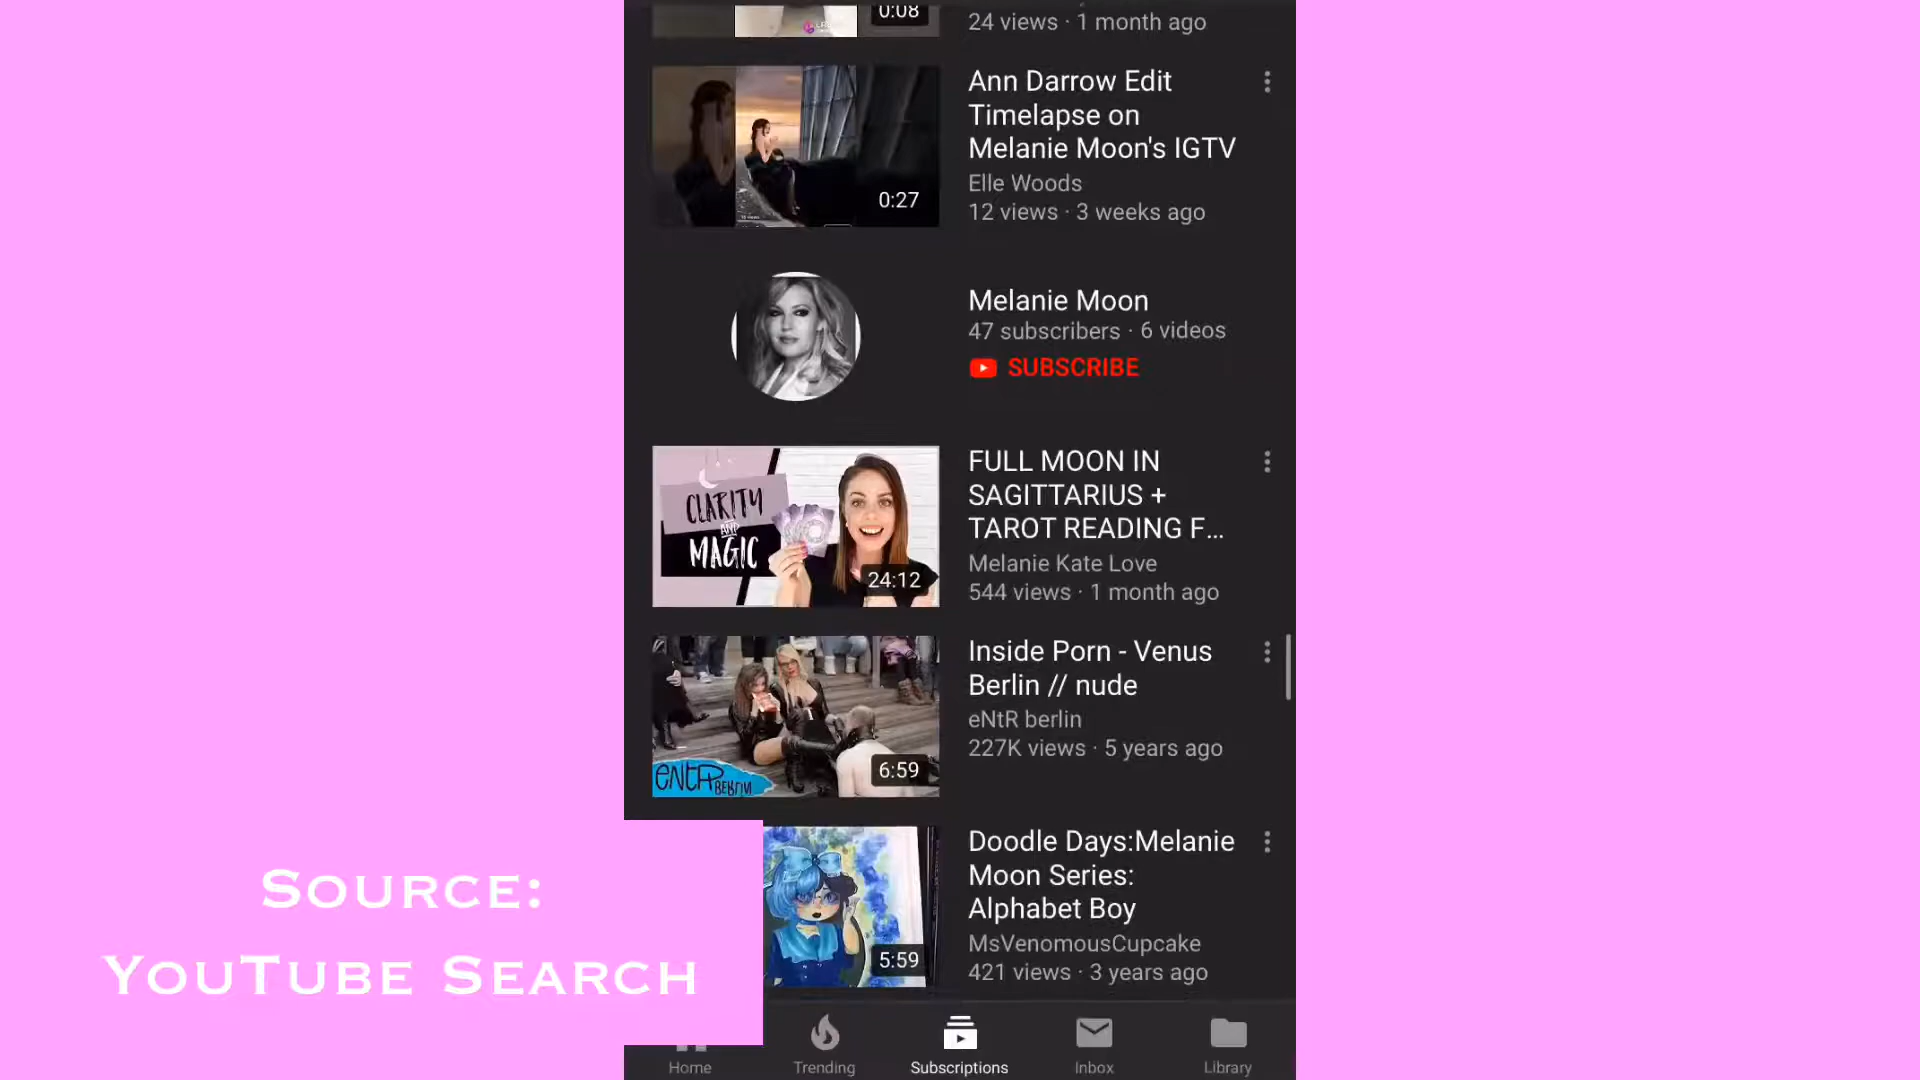 0:08
24 views · 1 month ago
Ann Darrow Edit
Timelapse on
Melanie Moon's IGTV
Elle Woods
12 views · 3 weeks ago
0:27
Melanie Moon
47 subscribers · 6 videos
SUBSCRIBE
CLARITY
AND
MAGIC
24:12
FULL MOON IN
SAGITTARIUS +
TAROT READING F...
Melanie Kate Love
544 views · 1 month ago
Inside Porn - Venus
Berlin // nude
eNtR berlin
227K views · 5 years ago
eNtR
BERlIN
6:59
Doodle Days:Melanie
Moon Series:
Alphabet Boy
MsVenomousCupcake
421 views · 3 years ago
5:59
Source:
YouTube Search
Home
Trending
Subscriptions
Inbox
Library